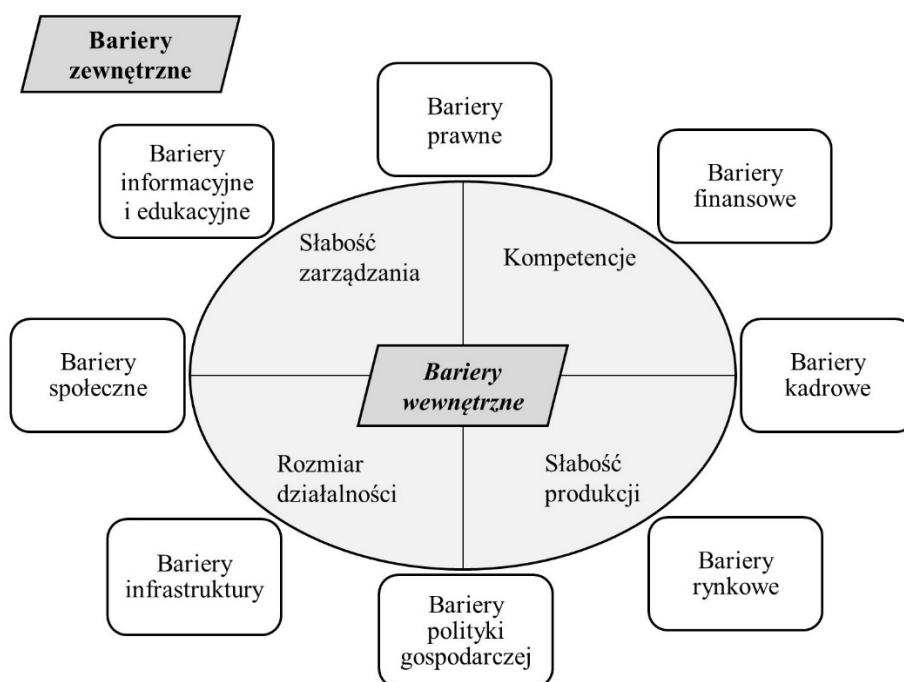 Bariery
zewnętrzne
Bariery
prawne
Bariery
informacyjne
i edukacyjne
Bariery
finansowe
Słabość
zarządzania
Kompetencje
Bariery
społeczne
Bariery
wewnętrzne
Bariery
kadrowe
Rozmiar
działalności
Słabość
produkcji
Bariery
infrastruktury
Bariery
polityki
gospodarczej
Bariery
rynkowe